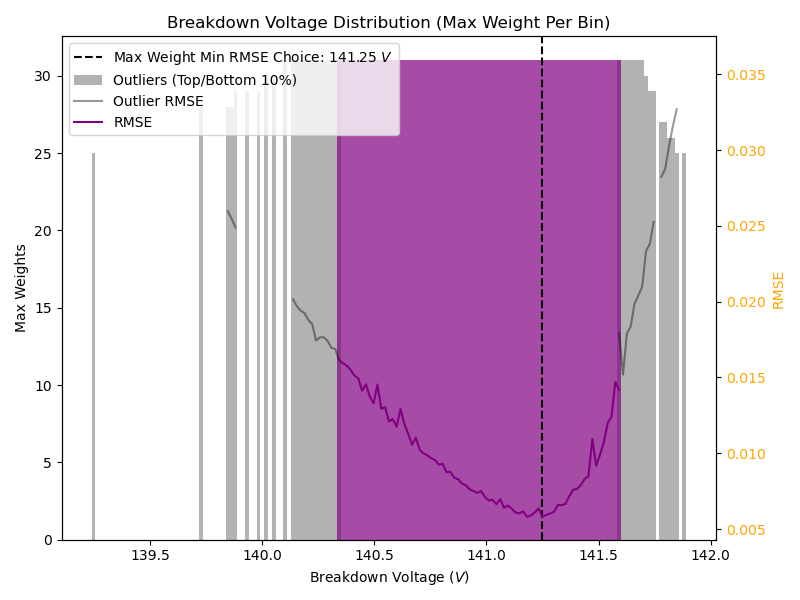 Breakdown Voltage Distribution (Max Weight Per Bin)
Max Weight Min RMSE Choice: 141.25 V
Outliers (Top/Bottom 10%)
Outlier RMSE
RMSE
Max Weights
30
25
20
15
10
5
0
0.035
0.030
0.025
0.020
0.015
0.010
0.005
RMSE
139.5
140.0
140.5
141.0
141.5
142.0
Breakdown Voltage (V)